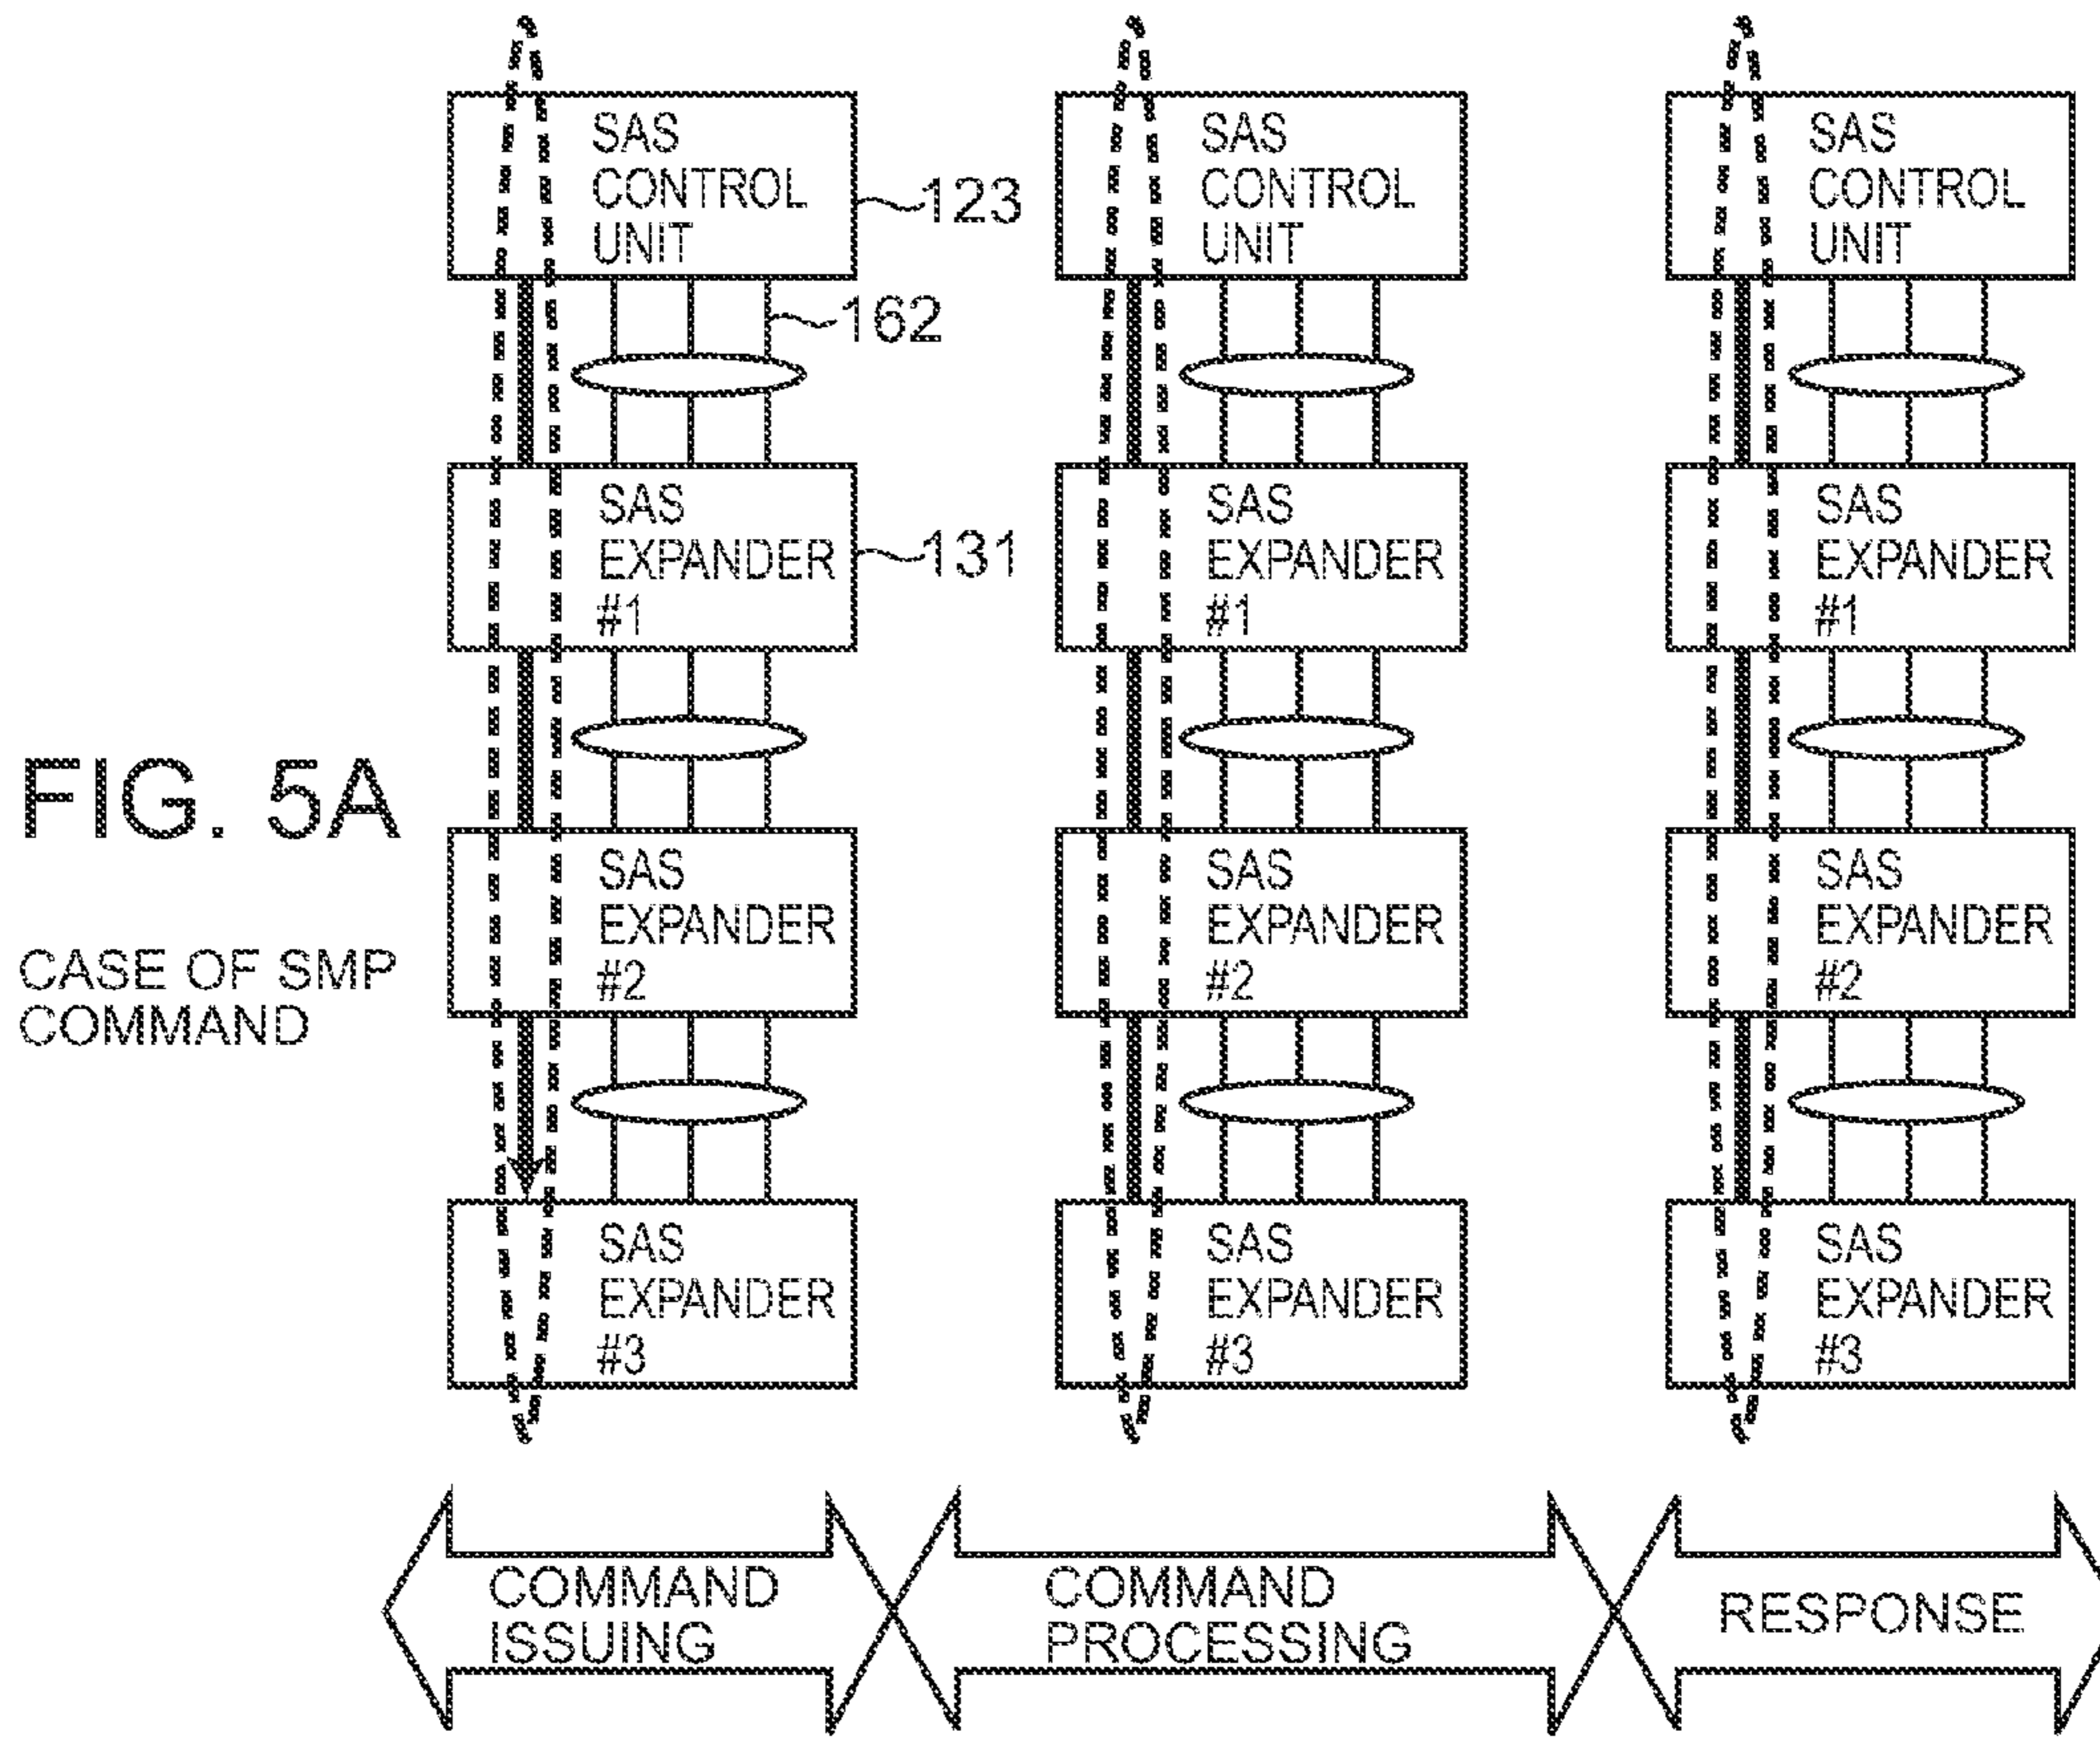 SAS
CONTROL
UNIT
123
162
SAS
EXPANDER
#1
131
SAS
EXPANDER
#2
SAS
EXPANDER
#3
SAS
CONTROL
UNIT
SAS
EXPANDER
#1
SAS
EXPANDER
#2
SAS
EXPANDER
#3
SAS
CONTROL
UNIT
SAS
EXPANDER
#1
SAS
EXPANDER
#2
SAS
EXPANDER
#3
FIG. 5A
CASE OF SMP
COMMAND
COMMAND
ISSUING
COMMAND
PROCESSING
RESPONSE